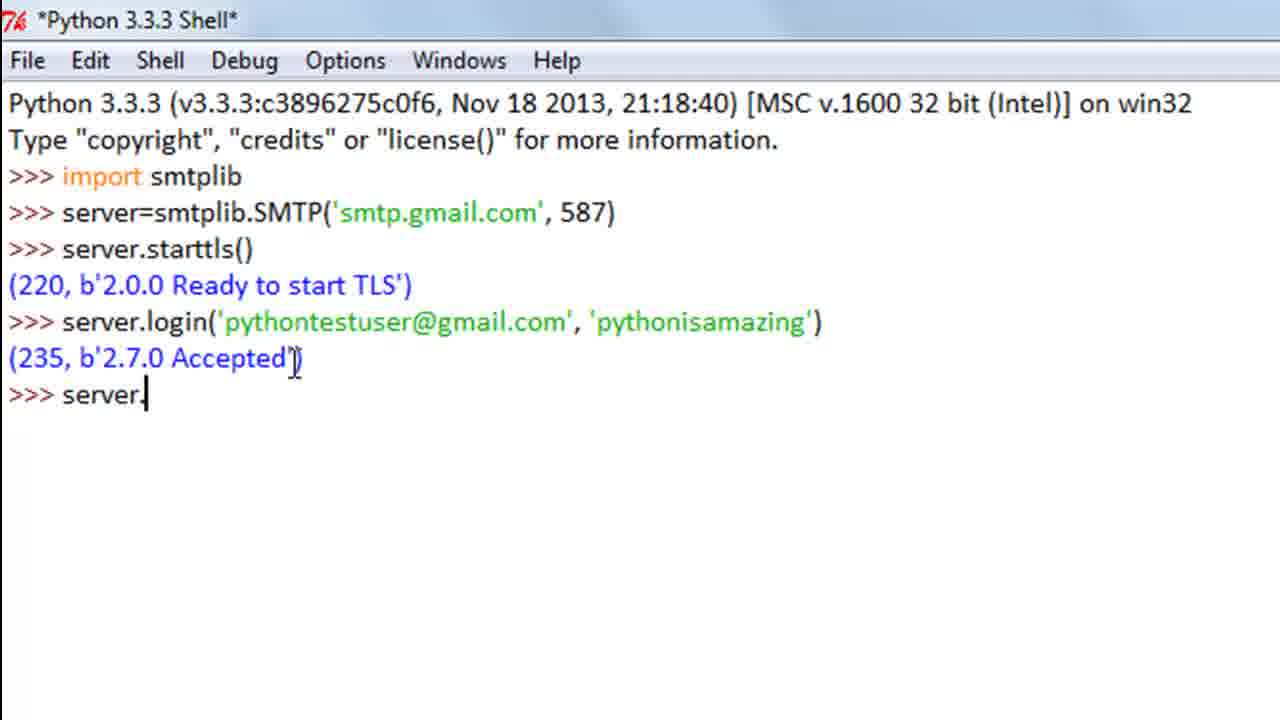 *Python 3.3.3 Shell*
File Edit Shell Debug Options Windows Help
Python 3.3.3 (v3.3.3:c3896275c0f6, Nov 18 2013, 21:18:40) [MSC v.1600 32 bit (Intel)] on win32
Type "copyright", "credits" or "license()" for more information.
>>> import smtplib
>>> server=smtplib.SMTP('smtp.gmail.com', 587)
>>> server.starttls()
(220, b'2.0.0 Ready to start TLS')
>>> server.login('pythontestuser@gmail.com', 'pythonisamazing')
(235, b'2.7.0 Accepted')
>>> server.